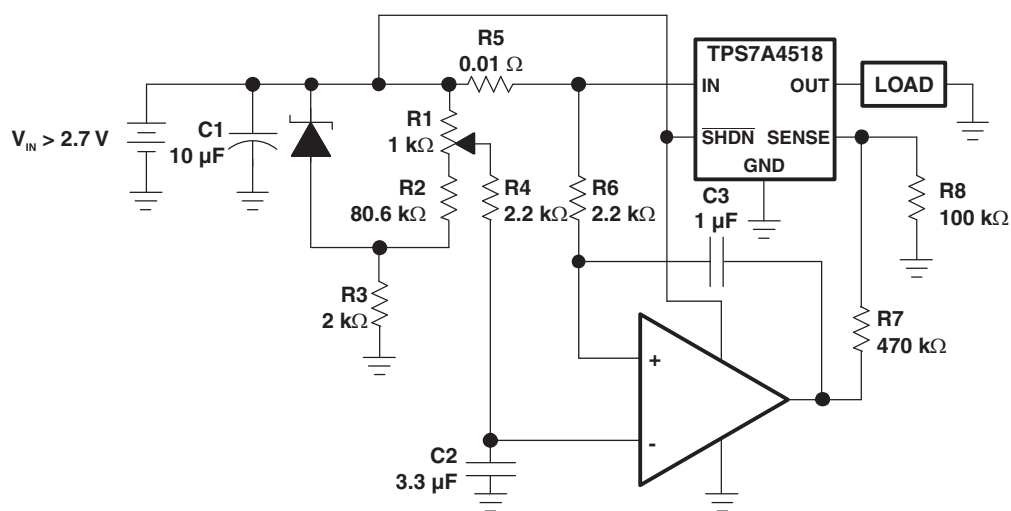 R5
0.01 Ω
TPS7A4518
IN
OUT
LOAD
V_IN > 2.7 V
C1
10 µF
R1
1 kΩ
SHDN
SENSE
GND
R2
80.6 kΩ
R4
2.2 kΩ
R6
2.2 kΩ
C3
1 µF
R8
100 kΩ
R3
2 kΩ
R7
470 kΩ
+
-
C2
3.3 µF